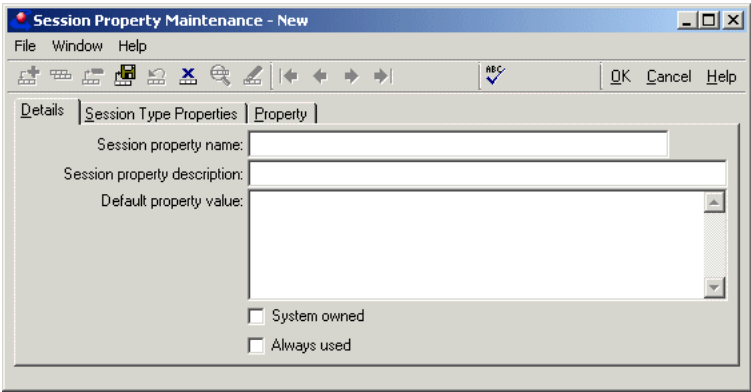 Session Property Maintenance - New
File Window Help
ABC
OK Cancel Help
Details Session Type Properties Property
Session property name:
Session property description:
Default property value:
System owned
Always used